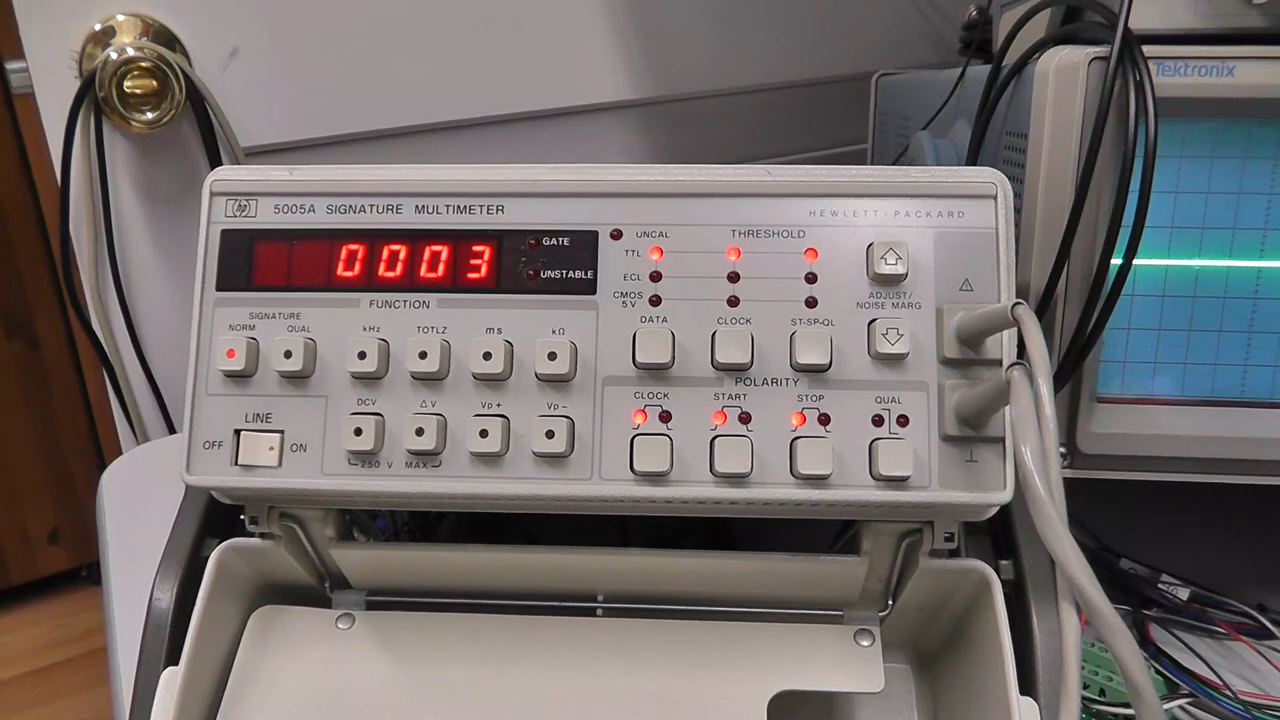 Tektronix
hp 5005A SIGNATURE MULTIMETER
HEWLETT·PACKARD
0003
GATE
UNSTABLE
UNCAL
THRESHOLD
TTL
ECL
CMOS
5V
DATA
CLOCK
ST-SP-QL
ADJUST/
NOISE MARG
FUNCTION
SIGNATURE
NORM
QUAL
kHz
TOTLZ
ms
kΩ
DCV
ΔV
Vp+
Vp-
250 V
MAX
LINE
OFF
ON
POLARITY
CLOCK
START
STOP
QUAL